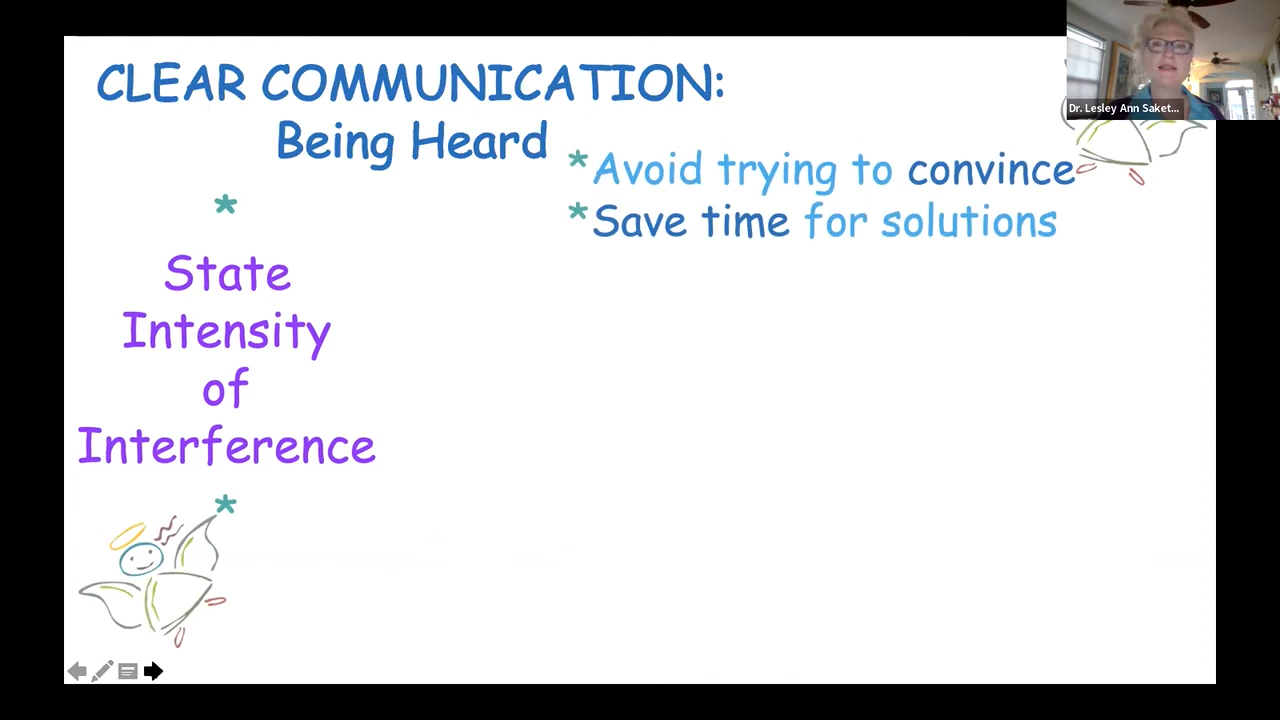 CLEAR COMMUNICATION:
Being Heard
*Avoid trying to convince
*Save time for solutions
*
State
Intensity
of
Interference
*
Dr. Lesley Ann Saket...